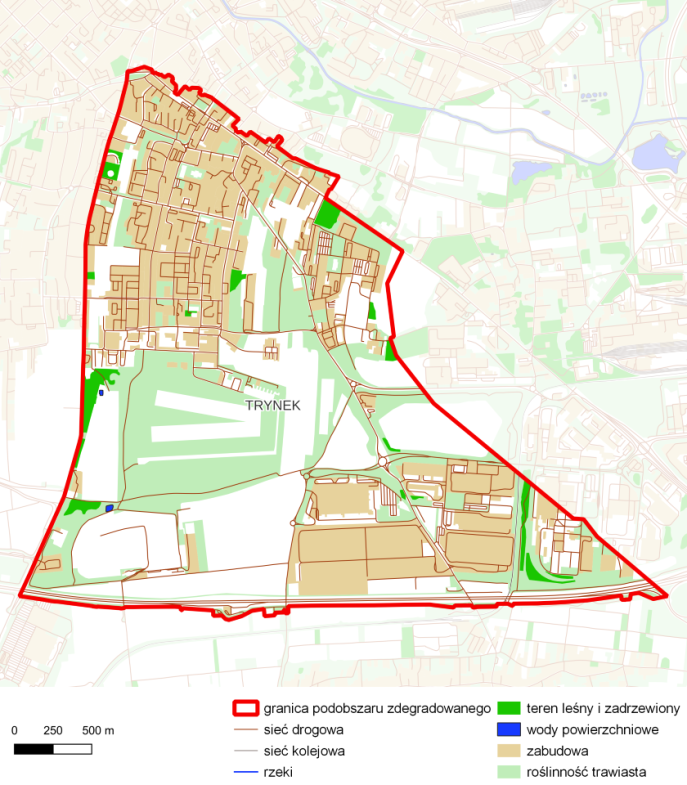 TRYNEK
0 250 500 m
granica podobszaru zdegradowanego
sieć drogowa
sieć kolejowa
rzeki
teren leśny i zadrzewiony
wody powierzchniowe
zabudowa
roślinność trawiasta